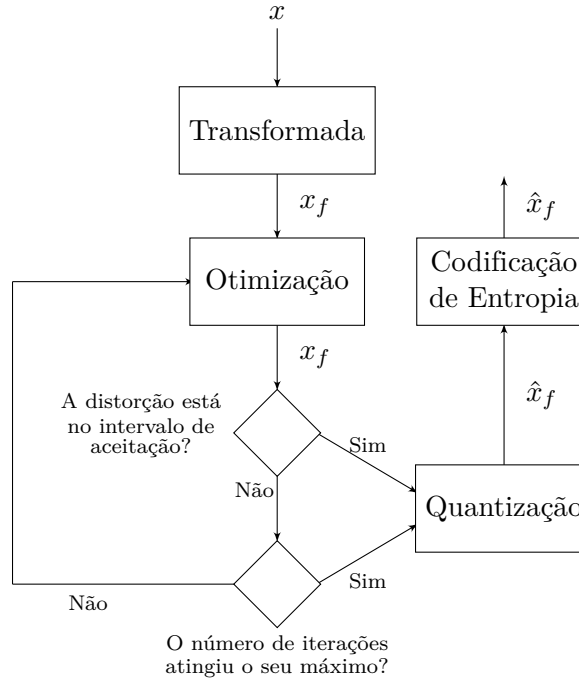 x
Transformada
x_f
Otimização
x_f
A distorção está
no intervalo de
aceitação?
Sim
Não
Não
Sim
O número de iterações
atingiu o seu máximo?
Quantização
x̂_f
Codificação
de Entropia
x̂_f